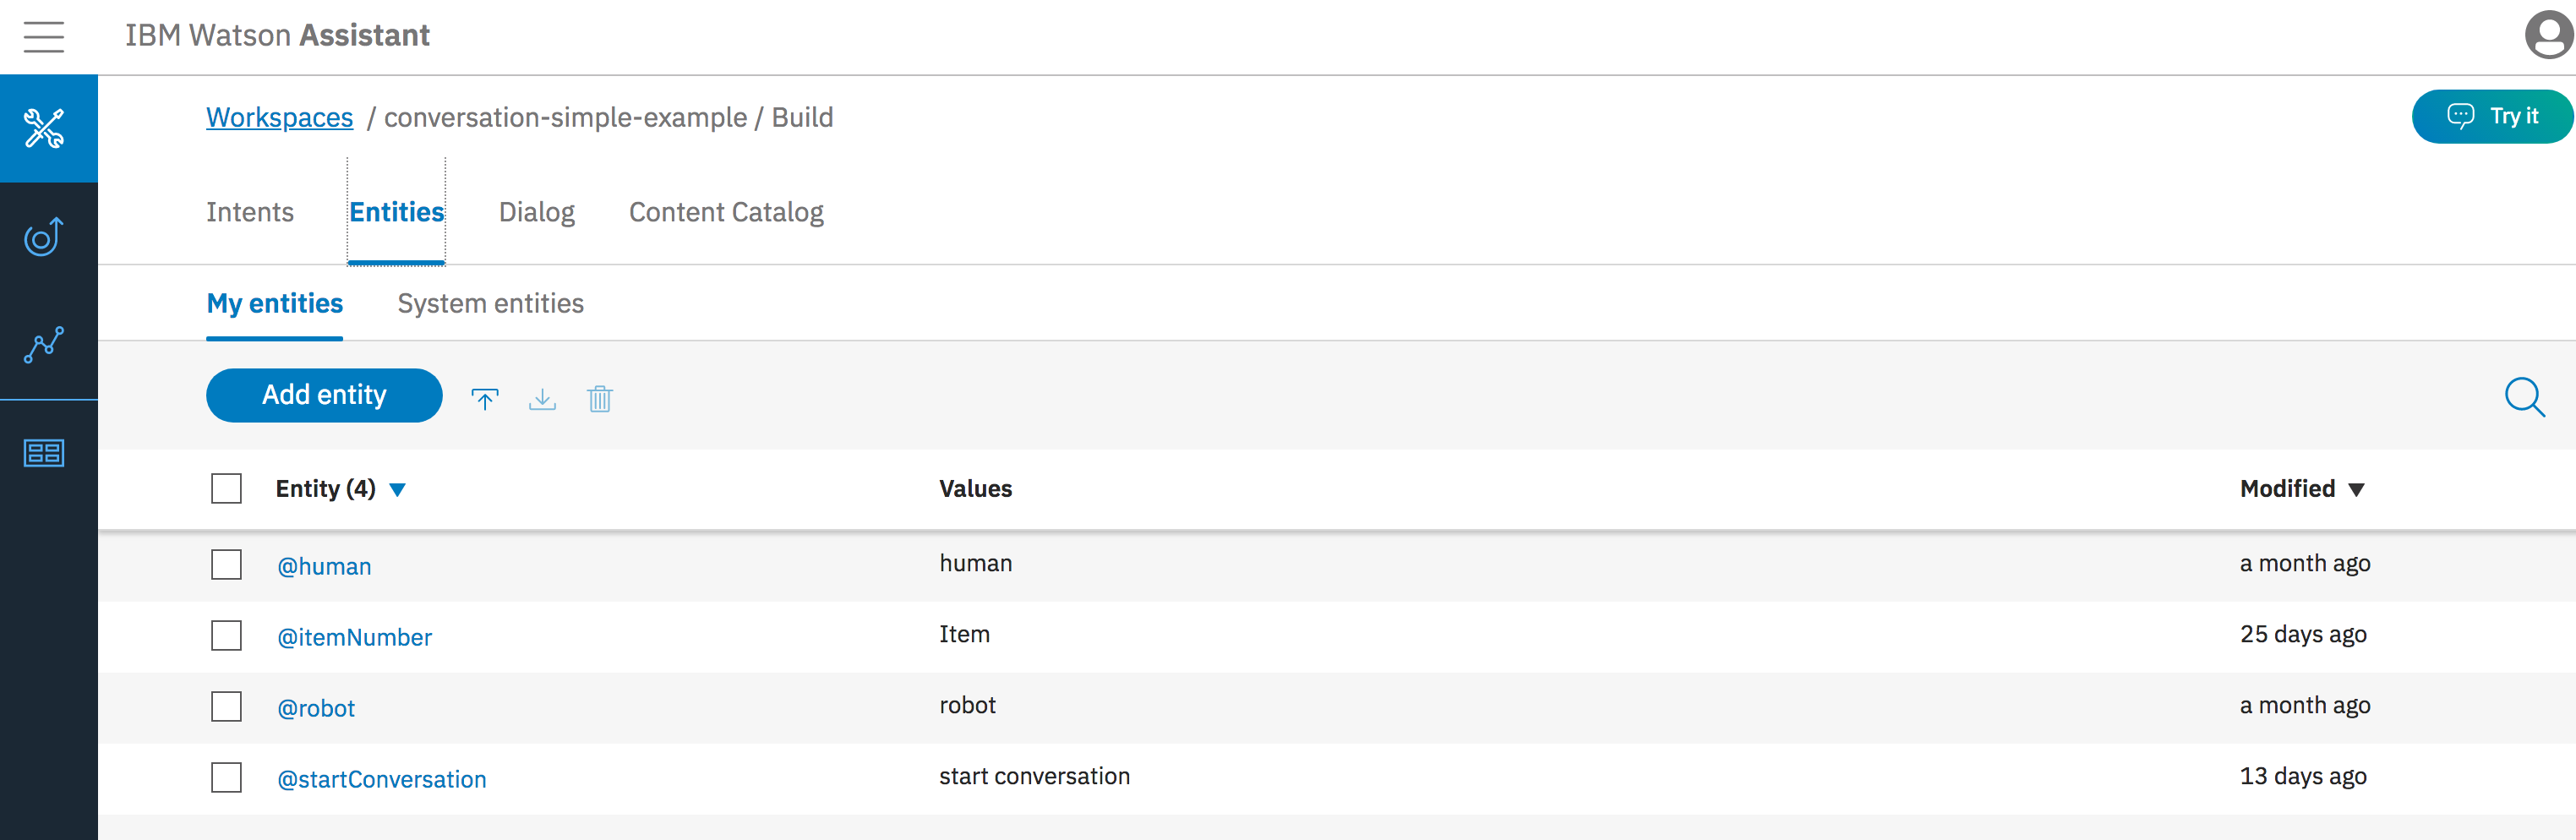 IBM Watson Assistant
Workspaces / conversation-simple-example / Build
Try it
Intents Entities Dialog Content Catalog
My entities System entities
Add entity
Entity (4) Values Modified
@human human a month ago
@itemNumber Item 25 days ago
@robot robot a month ago
@startConversation start conversation 13 days ago